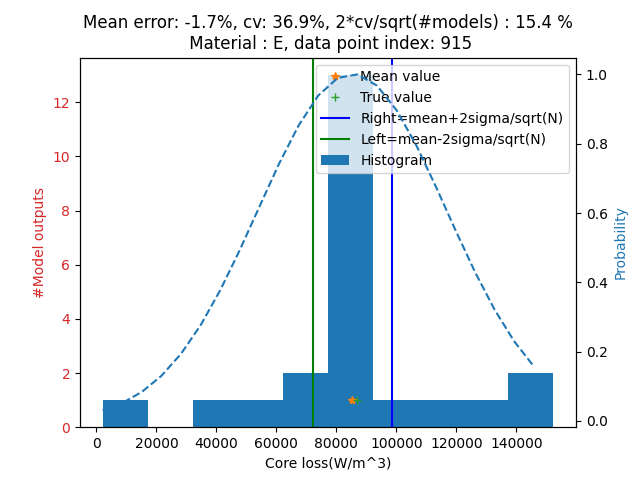 Mean error: -1.7%, cv: 36.9%, 2*cv/sqrt(#models) : 15.4 %
Material : E, data point index: 915
Mean value
True value
Right=mean+2sigma/sqrt(N)
Left=mean-2sigma/sqrt(N)
Histogram
#Model outputs
12
10
8
6
4
2
0
1.0
0.8
0.6
0.4
0.2
0.0
Probability
0 20000 40000 60000 80000 100000 120000 140000
Core loss(W/m^3)